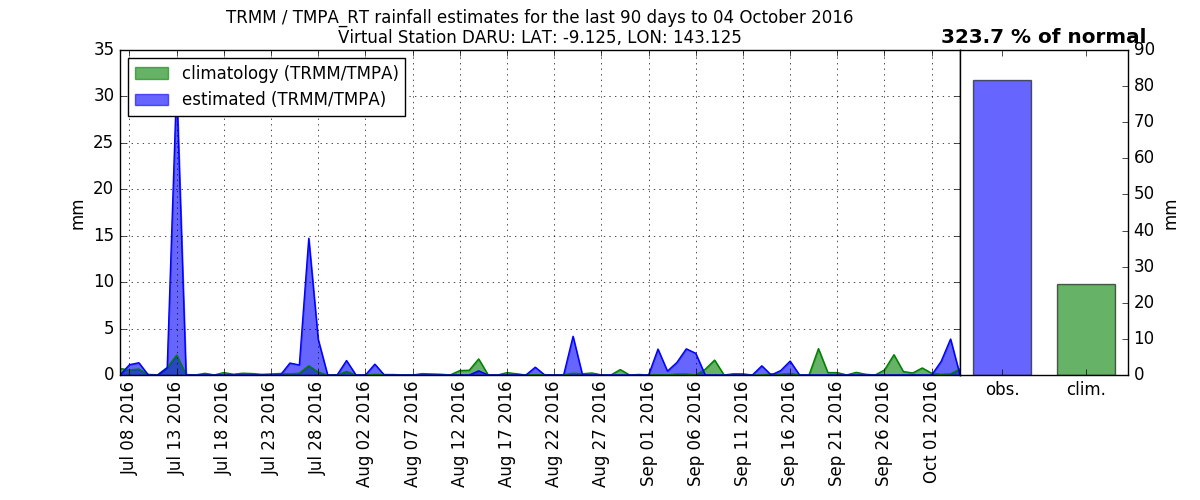 TRMM / TMPA_RT rainfall estimates for the last 90 days to 04 October 2016
Virtual Station DARU: LAT: -9.125, LON: 143.125
323.7 % of normal
climatology (TRMM/TMPA)
estimated (TRMM/TMPA)
35
30
25
20
15
10
5
0
mm
Jul 08 2016
Jul 13 2016
Jul 18 2016
Jul 23 2016
Jul 28 2016
Aug 02 2016
Aug 07 2016
Aug 12 2016
Aug 17 2016
Aug 22 2016
Aug 27 2016
Sep 01 2016
Sep 06 2016
Sep 11 2016
Sep 16 2016
Sep 21 2016
Sep 26 2016
Oct 01 2016
obs.
clim.
90
80
70
60
50
40
30
20
10
0
mm